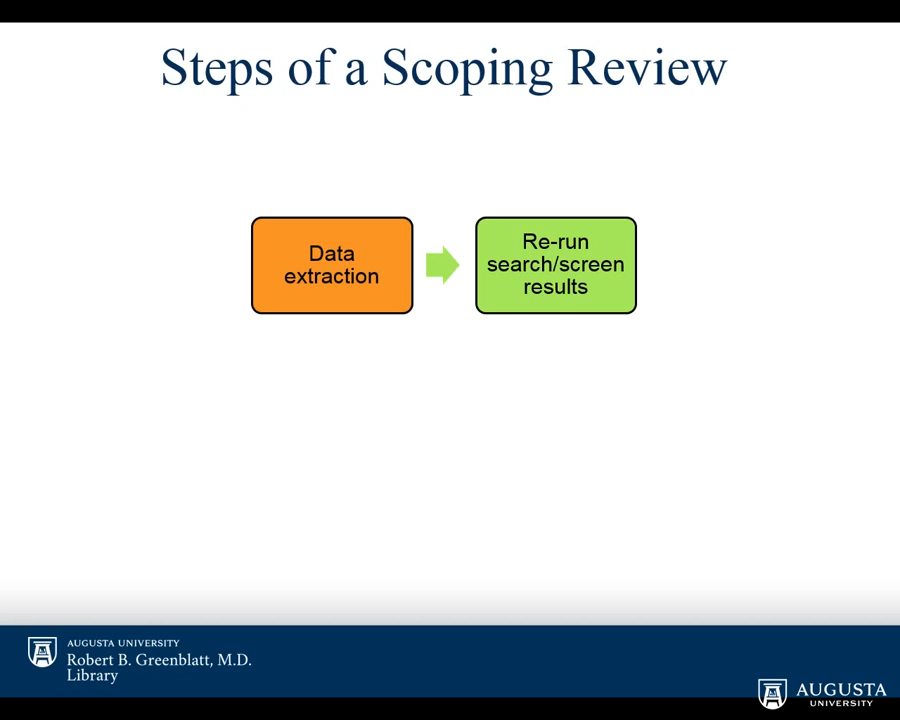 Steps of a Scoping Review
Data
extraction
Re-run
search/screen
results
AUGUSTA UNIVERSITY
Robert B. Greenblatt, M.D.
Library
AUGUSTA
UNIVERSITY